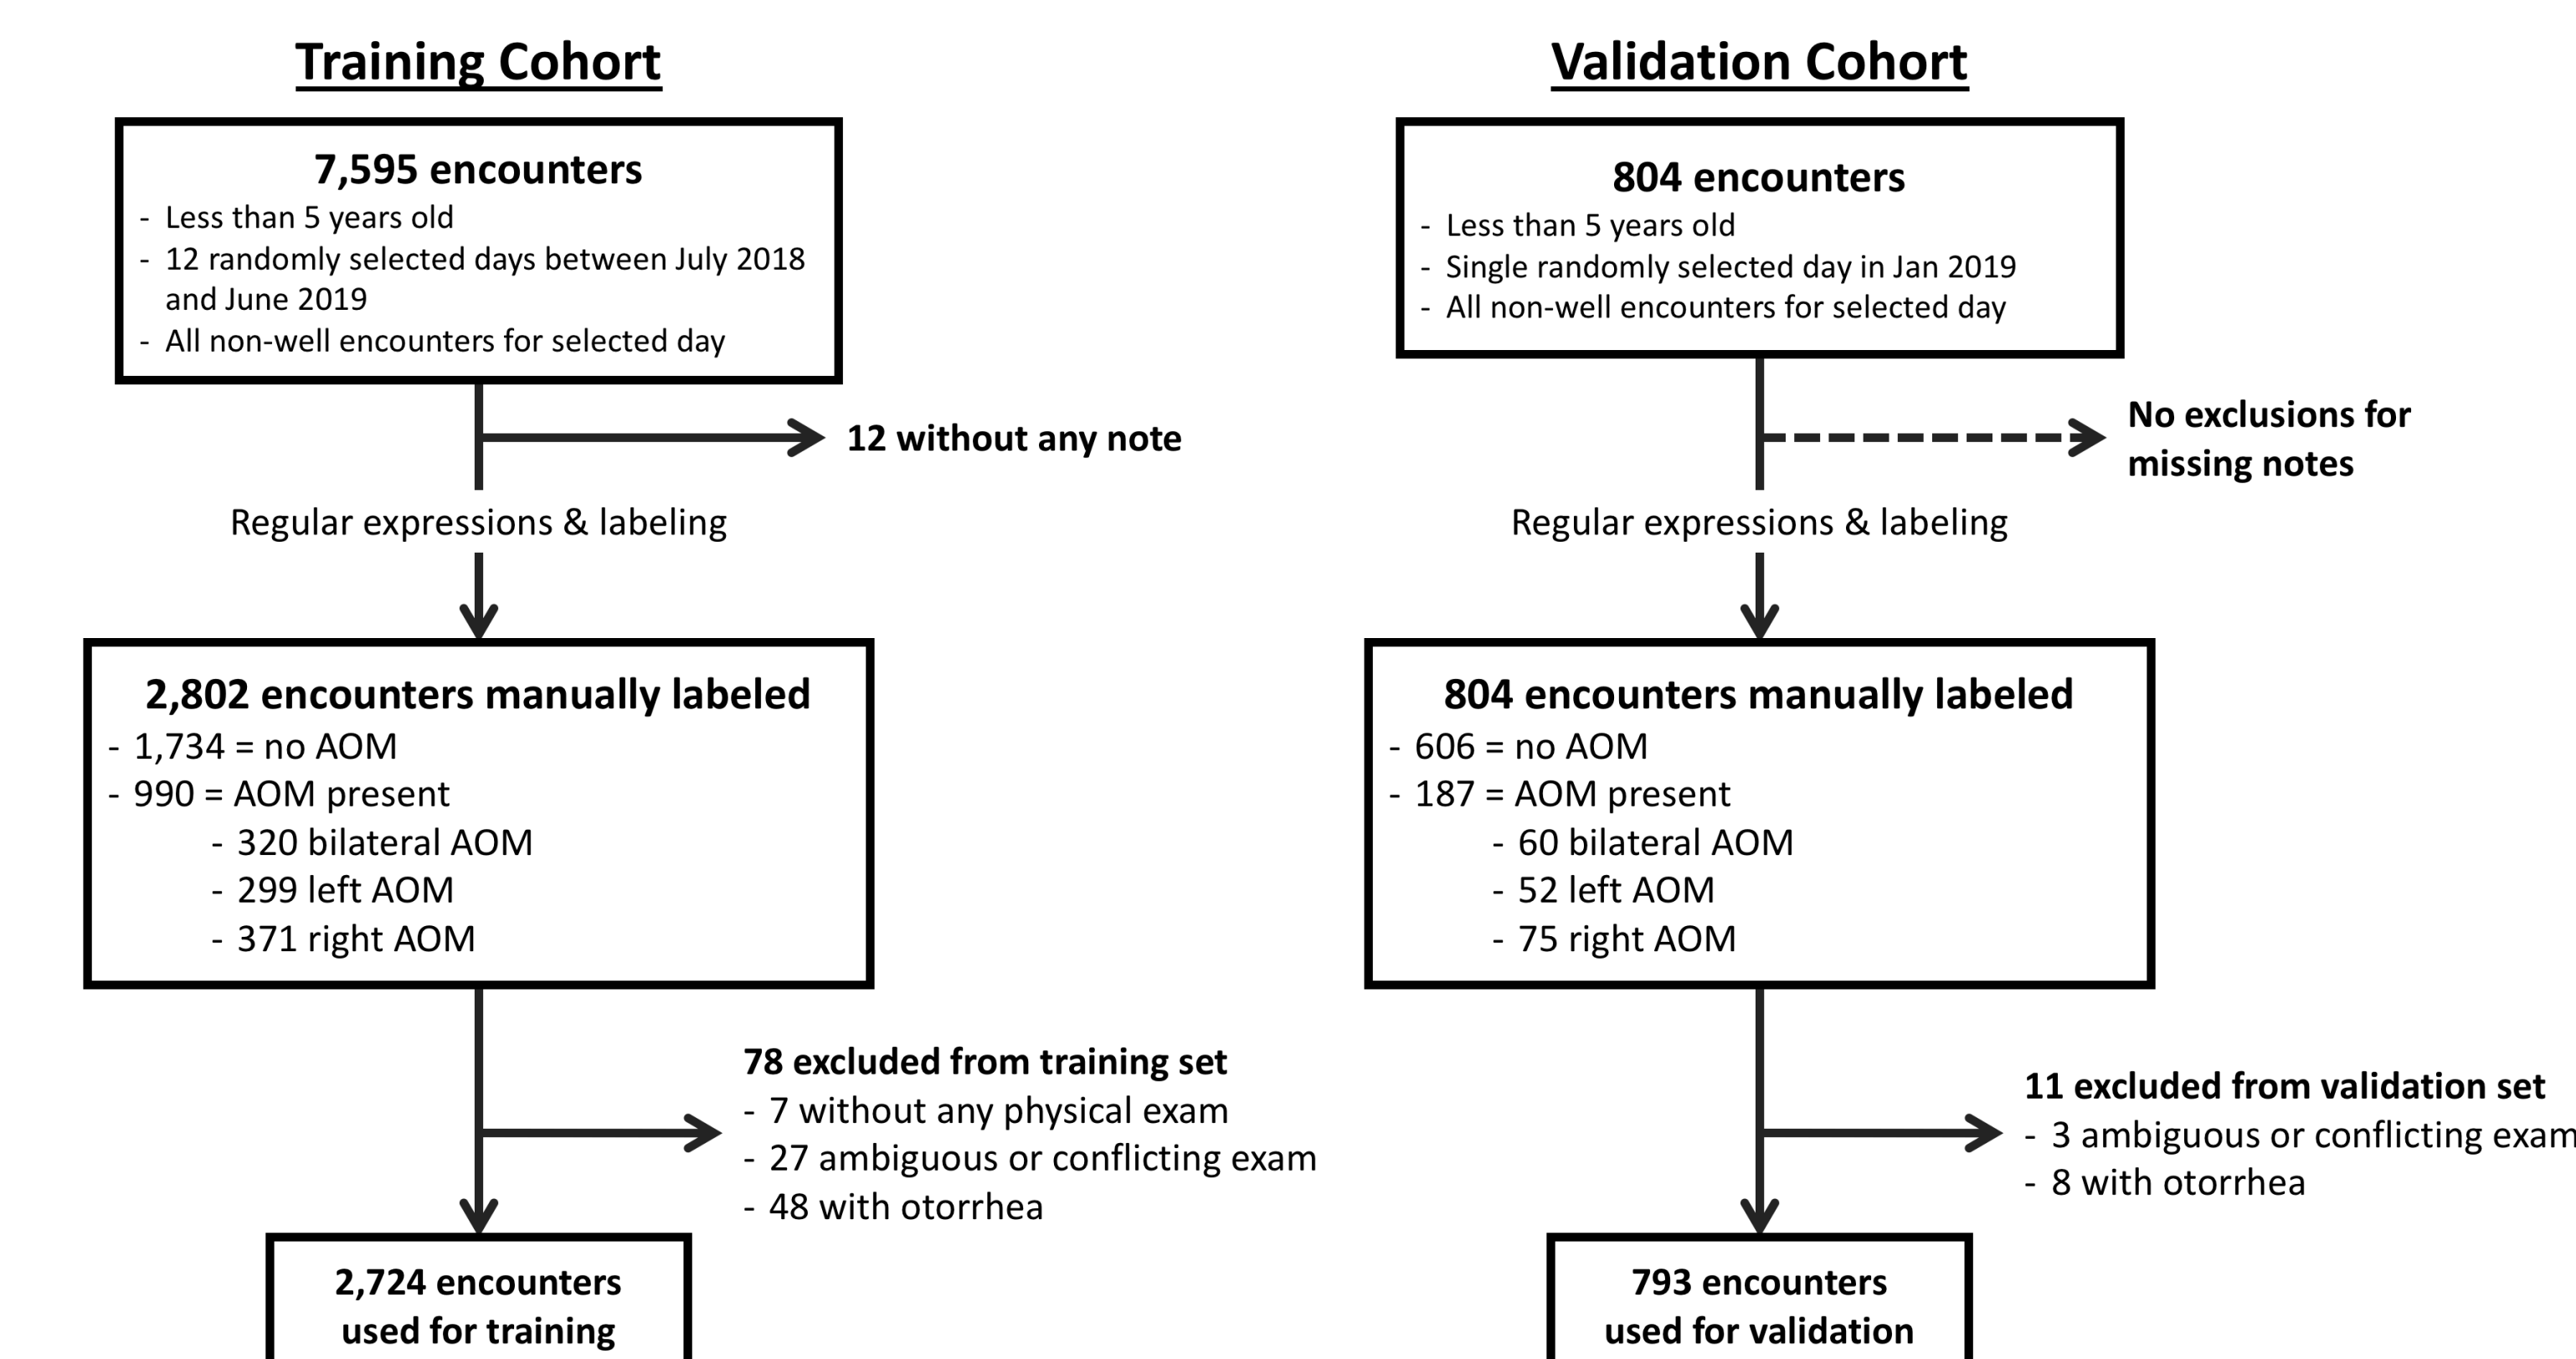 Training Cohort
7,595 encounters
- Less than 5 years old
- 12 randomly selected days between July 2018
and June 2019
- All non-well encounters for selected day
12 without any note
Regular expressions & labeling
2,802 encounters manually labeled
- 1,734 = no AOM
- 990 = AOM present
- 320 bilateral AOM
- 299 left AOM
- 371 right AOM
78 excluded from training set
- 7 without any physical exam
- 27 ambiguous or conflicting exam
- 48 with otorrhea
2,724 encounters
used for training
Validation Cohort
804 encounters
- Less than 5 years old
- Single randomly selected day in Jan 2019
- All non-well encounters for selected day
No exclusions for
missing notes
Regular expressions & labeling
804 encounters manually labeled
- 606 = no AOM
- 187 = AOM present
- 60 bilateral AOM
- 52 left AOM
- 75 right AOM
11 excluded from validation set
- 3 ambiguous or conflicting exam
- 8 with otorrhea
793 encounters
used for validation